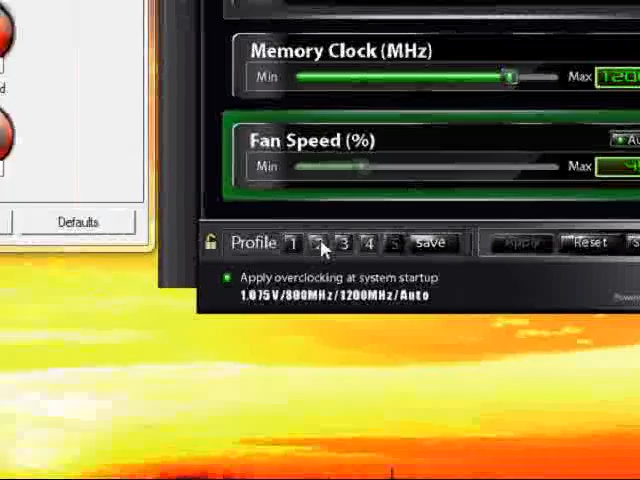 Memory Clock (MHz)
Min
Max
Fan Speed (%)
Min
Max
Defaults
Profile 1 2 3 4 5 save
Apply Reset
Apply overclocking at system startup
1.075V/800MHz/1200MHz/Auto